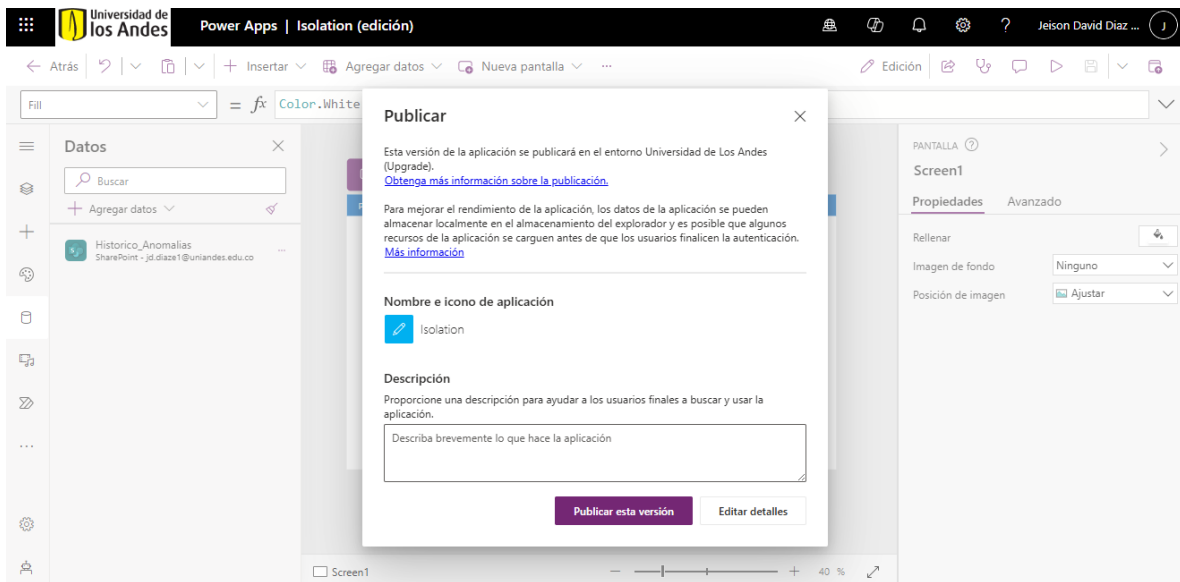 Universidad de
los Andes
Power Apps | Isolation (edición)
?
Jeison David Diaz ...
J
Atrás
Insertar
Agregar datos
Nueva pantalla
...
Edición
Fill
= fx Color.White
Datos
Buscar
Agregar datos
Historico_Anomalias
SharePoint - jd.diaze1@uniandes.edu.co
...
Publicar
Esta versión de la aplicación se publicará en el entorno Universidad de Los Andes
(Upgrade).
Obtenga más información sobre la publicación.
Para mejorar el rendimiento de la aplicación, los datos de la aplicación se pueden
almacenar localmente en el almacenamiento del explorador y es posible que algunos
recursos de la aplicación se carguen antes de que los usuarios finalicen la autenticación.
Más información
Nombre e icono de aplicación
Isolation
Descripción
Proporcione una descripción para ayudar a los usuarios finales a buscar y usar la
aplicación.
Describa brevemente lo que hace la aplicación
Publicar esta versión
Editar detalles
PANTALLA
Screen1
Propiedades
Avanzado
Rellenar
Imagen de fondo
Ninguno
Posición de imagen
Ajustar
Screen1
40 %